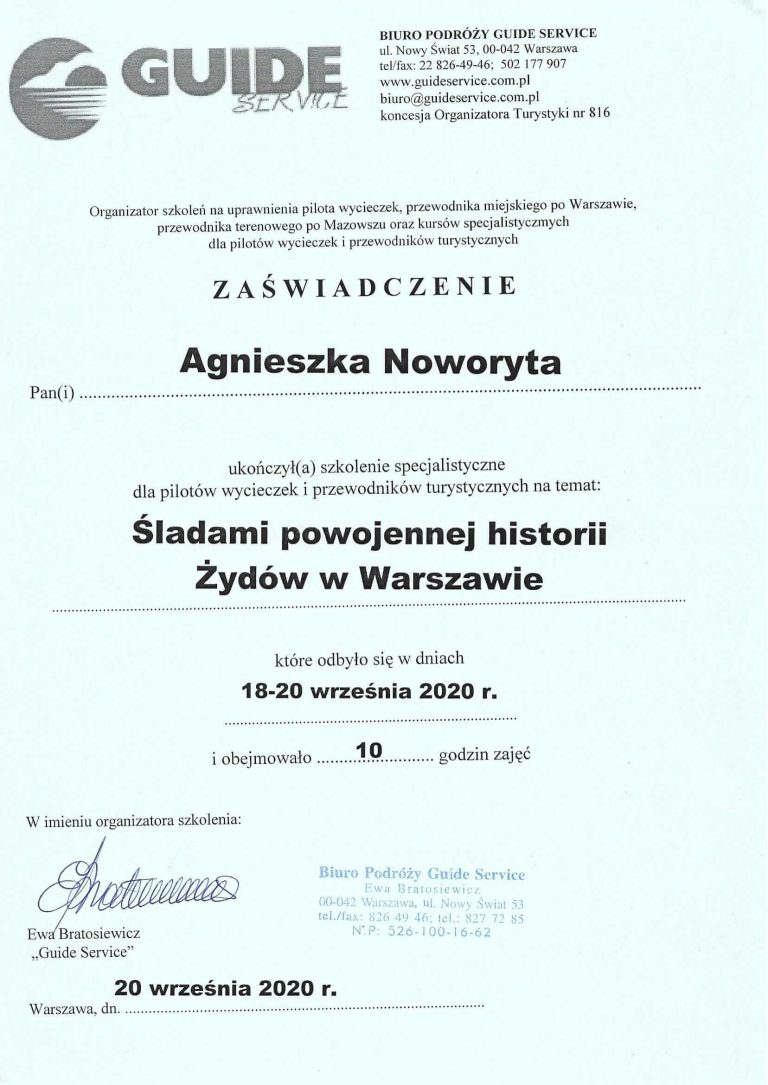 GUIDE
SERVICE
BIURO PODRÓŻY GUIDE SERVICE
ul. Nowy Świat 53, 00-042 Warszawa
tel/fax: 22 826-49-46; 502 177 907
www.guideservice.com.pl
biuro@guideservice.com.pl
koncesja Organizatora Turystyki nr 816
Organizator szkoleń na uprawnienia pilota wycieczek, przewodnika miejskiego po Warszawie,
przewodnika terenowego po Mazowszu oraz kursów specjalistycznych
dla pilotów wycieczek i przewodników turystycznych
ZAŚWIADCZENIE
Agnieszka Noworyta
Pan(i) ........................................................................
ukończył(a) szkolenie specjalistyczne
dla pilotów wycieczek i przewodników turystycznych na temat:
Śladami powojennej historii
Żydów w Warszawie
które odbyło się w dniach
18-20 września 2020 r.
i obejmowało ........10........... godzin zajęć
W imieniu organizatora szkolenia:
Biuro Podróży Guide Service
Ewa Bratosiewicz
00-042 Warszawa, ul. Nowy Świat 53
tel./fax: 826 49 46; tel.: 827 72 85
N.P: 526-100-16-62
Ewa Bratosiewicz
„Guide Service”
20 września 2020 r.
Warszawa, dn. ........................................................................